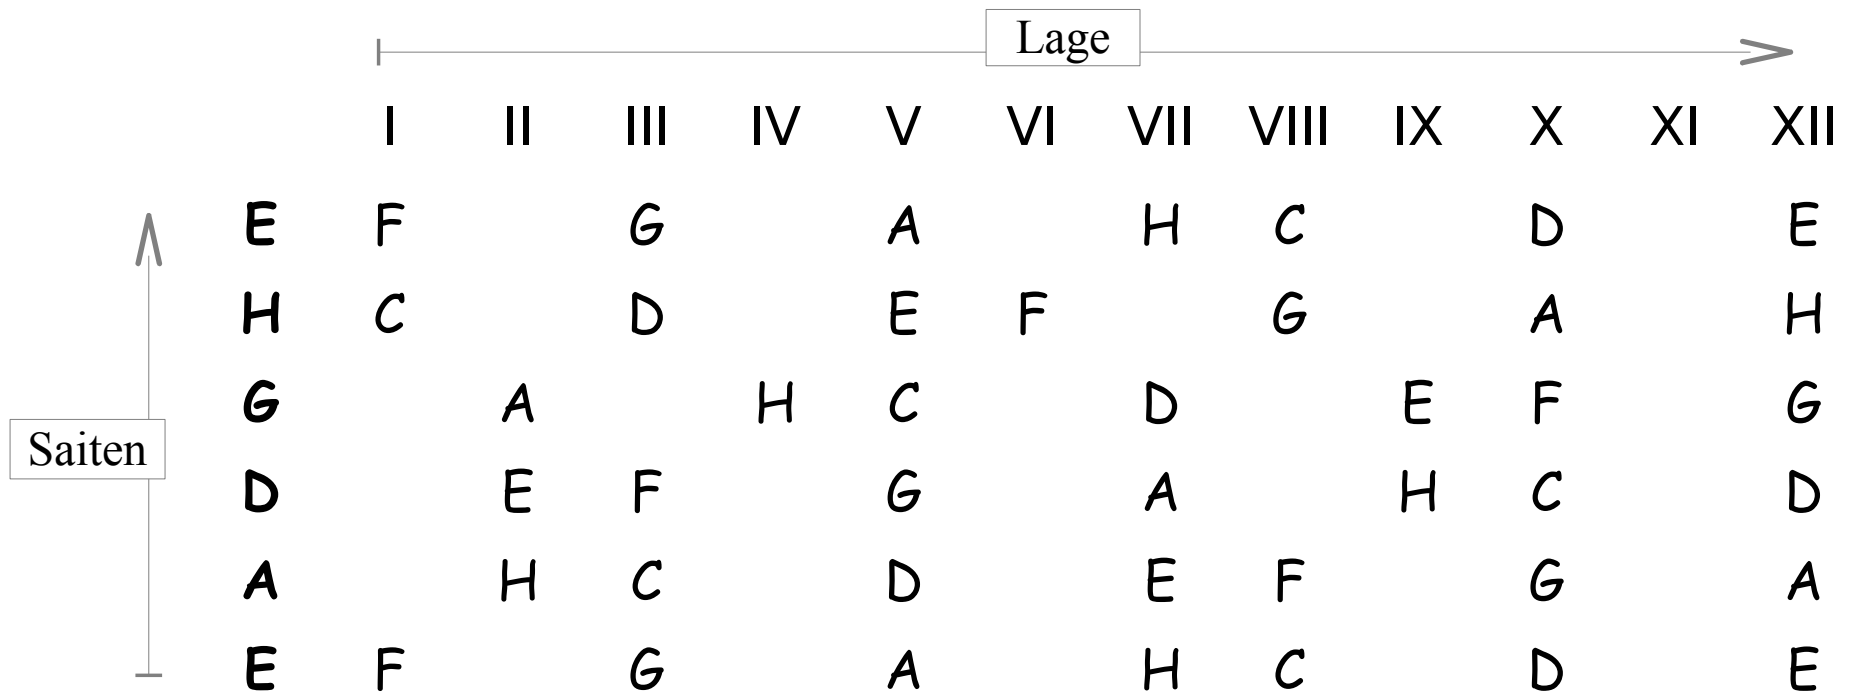 Lage
I II III IV V VI VII VIII IX X XI XII
E F G A H C D E
H C D E F G A H
G A H C D E F G
Saiten
D E F G A H C D
A H C D E F G A
E F G A H C D E